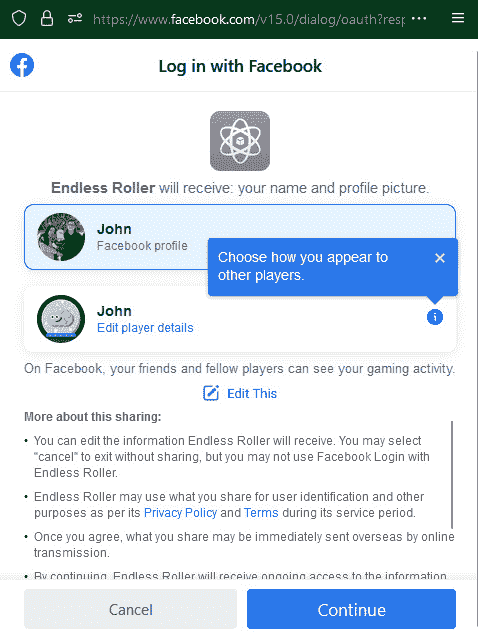 https://www.facebook.com/v15.0/dialog/oauth?resp
Log in with Facebook
Endless Roller will receive: your name and profile picture.
John
Facebook profile
Choose how you appear to
other players.
John
Edit player details
On Facebook, your friends and fellow players can see your gaming activity.
Edit This
More about this sharing:
• You can edit the information Endless Roller will receive. You may select
"cancel" to exit without sharing, but you may not use Facebook Login with
Endless Roller.
• Endless Roller may use what you share for user identification and other
purposes as per its Privacy Policy and Terms during its service period.
• Once you agree, what you share may be immediately sent overseas by online
transmission.
• By continuing, Endless Roller will receive ongoing access to the information
Cancel
Continue